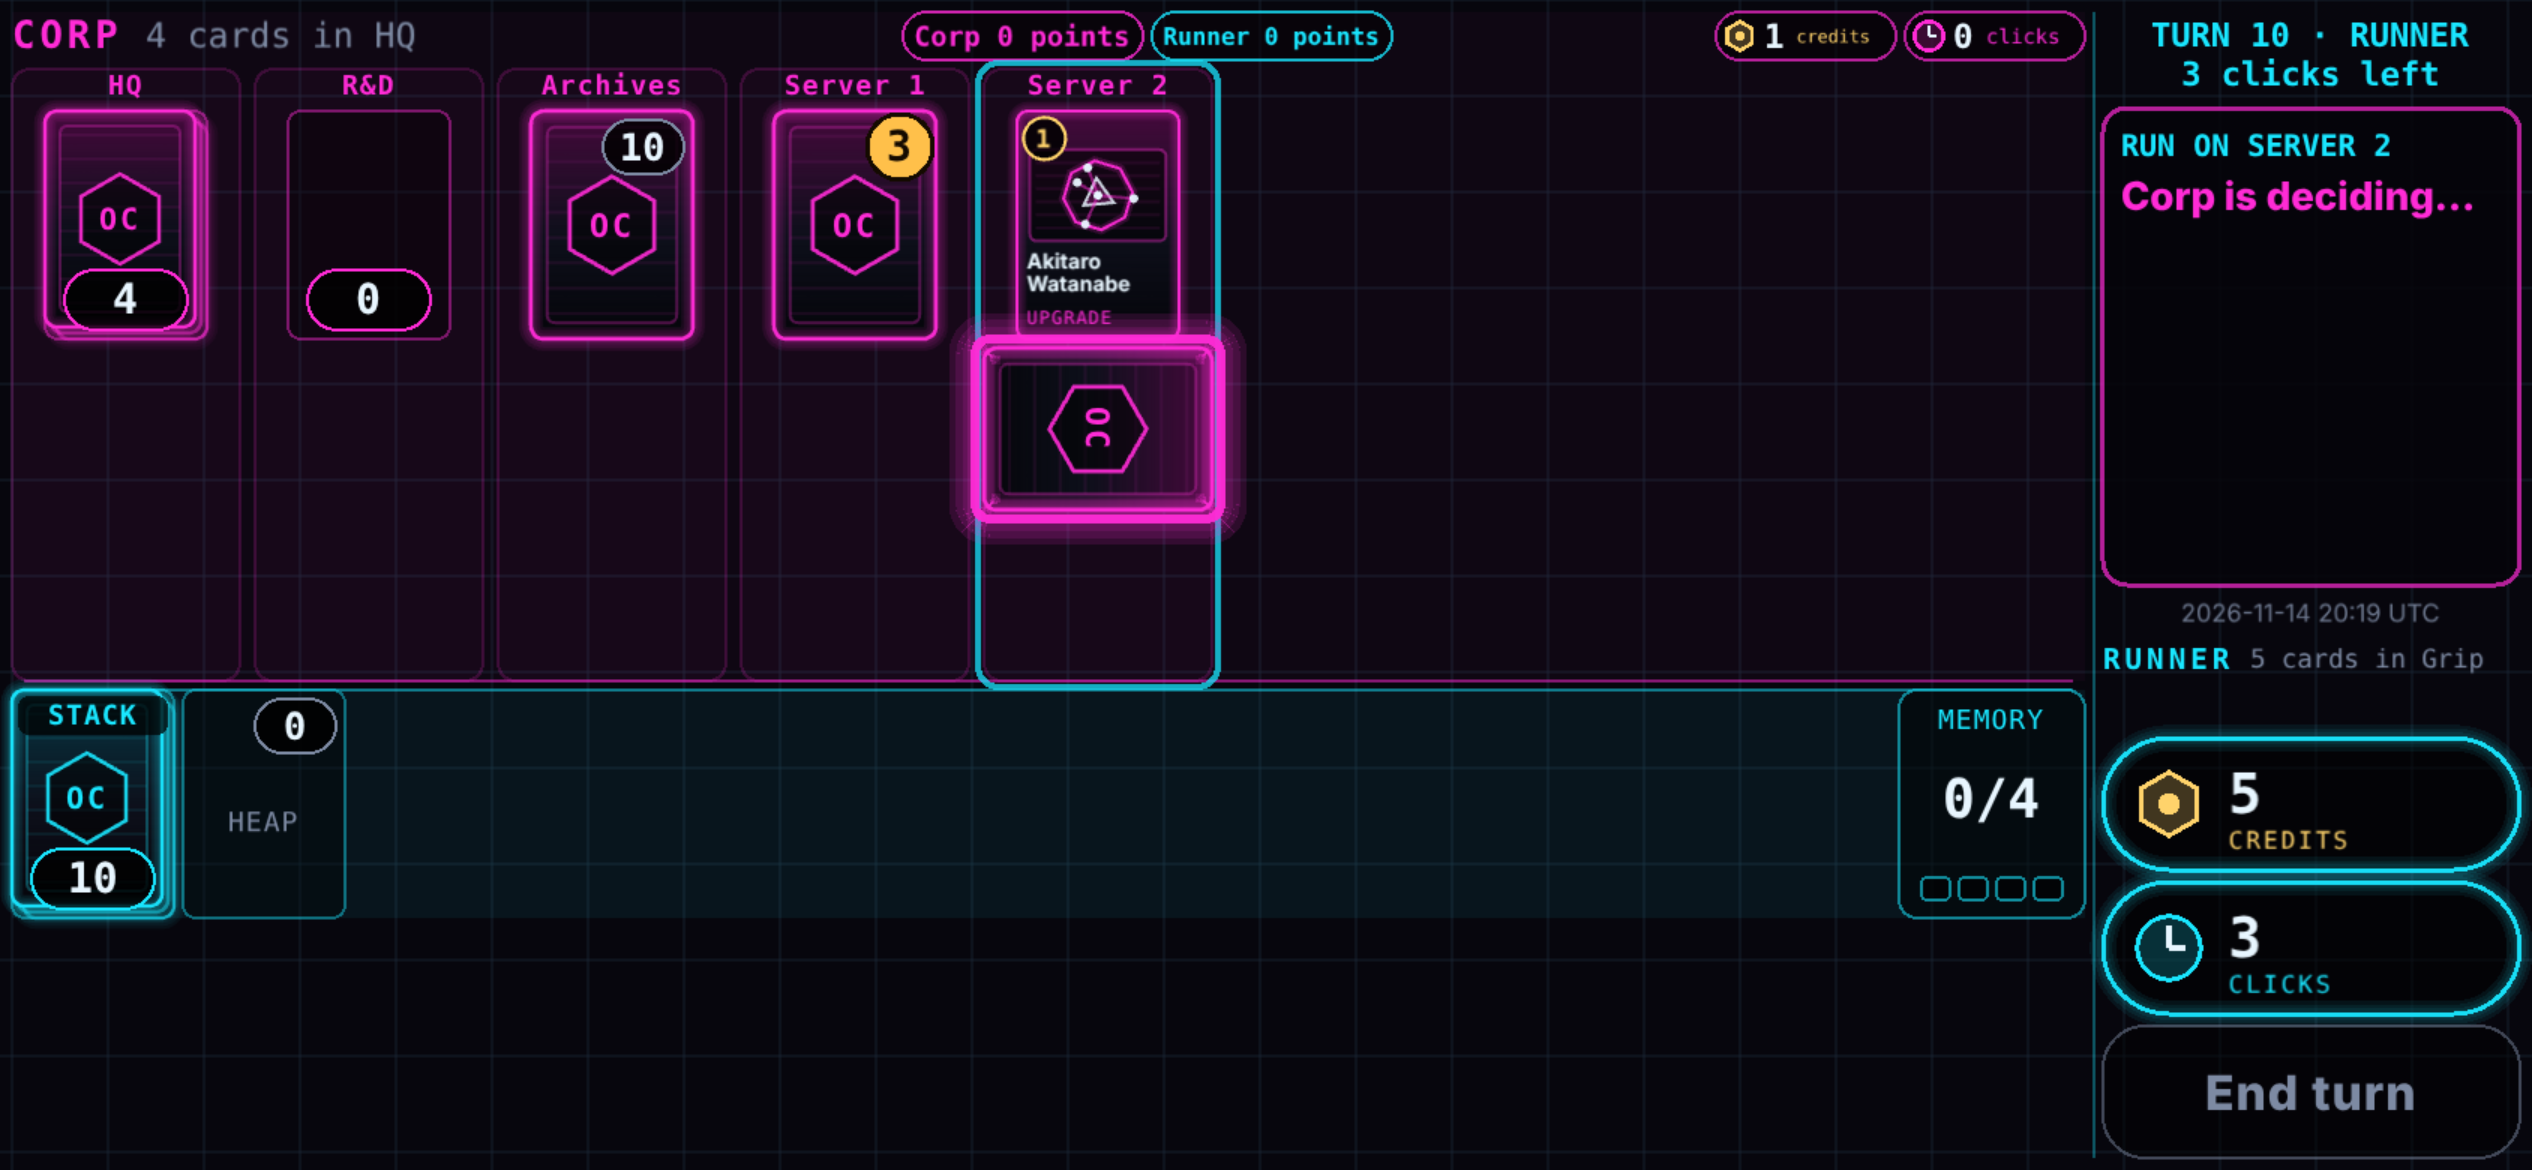 CORP 4 cards in HQ
Corp 0 points
Runner 0 points
1 credits
0 clicks
TURN 10 · RUNNER
3 clicks left
HQ
R&D
Archives
Server 1
Server 2
OC
4
0
10
OC
3
OC
1
Akitaro
Watanabe
UPGRADE
OC
RUN ON SERVER 2
Corp is deciding...
2026-11-14 20:19 UTC
RUNNER 5 cards in Grip
STACK
OC
10
0
HEAP
MEMORY
0/4
5
CREDITS
3
CLICKS
End turn